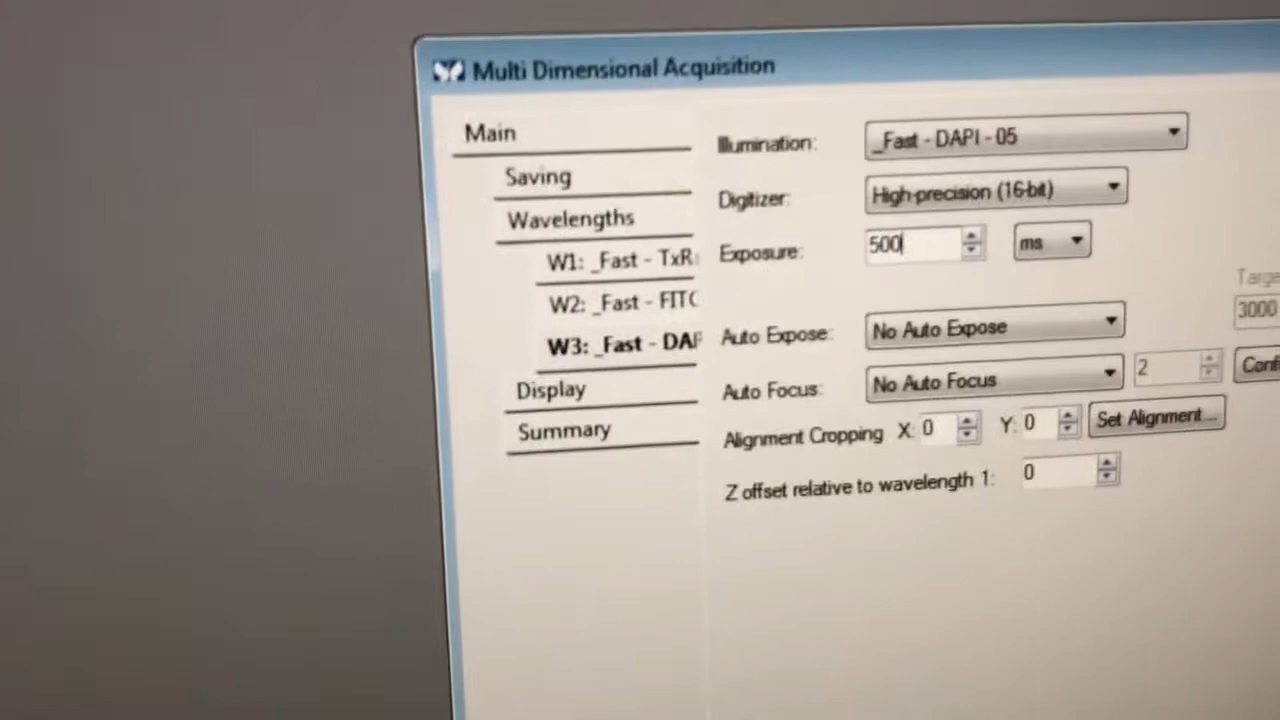 Multi Dimensional Acquisition
Main
Saving
Wavelengths
W1: _Fast - TxR
W2: _Fast - FITC
W3: _Fast - DAP
Display
Summary
Illumination: _Fast - DAPI - 05
Digitizer: High-precision (16-bit)
Exposure: 500 ms
Targe
3000
Auto Expose: No Auto Expose
Auto Focus: No Auto Focus 2 Conf
Alignment Cropping X: 0 Y: 0 Set Alignment...
Z offset relative to wavelength 1: 0